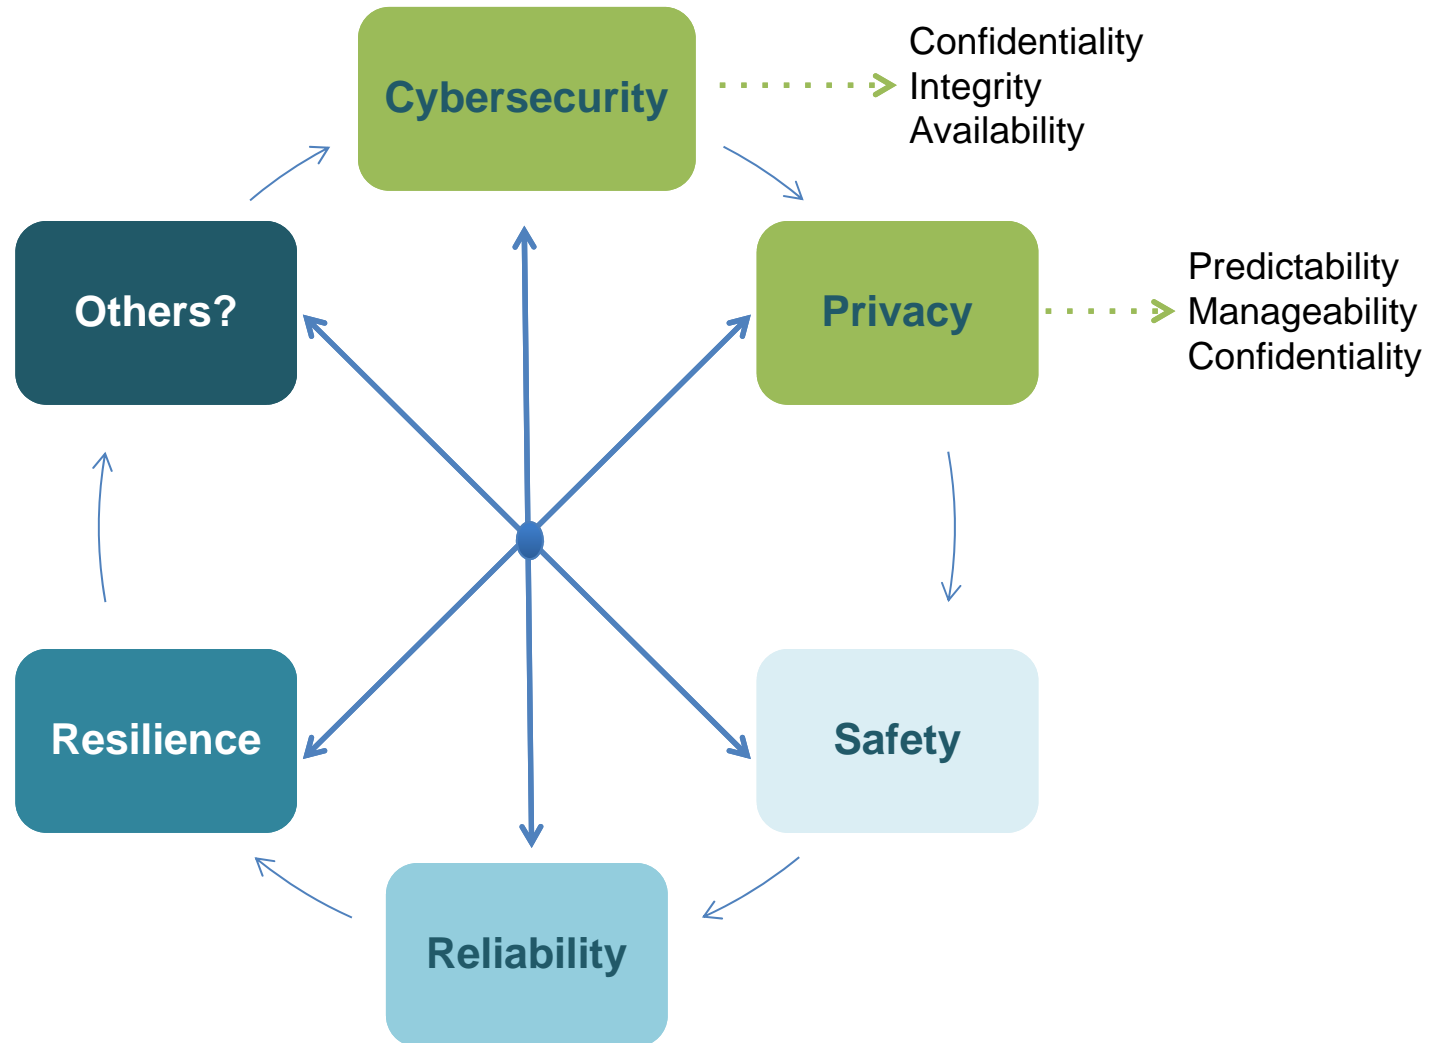 Cybersecurity
Confidentiality
Integrity
Availability
Others?
Privacy
Predictability
Manageability
Confidentiality
Resilience
Safety
Reliability